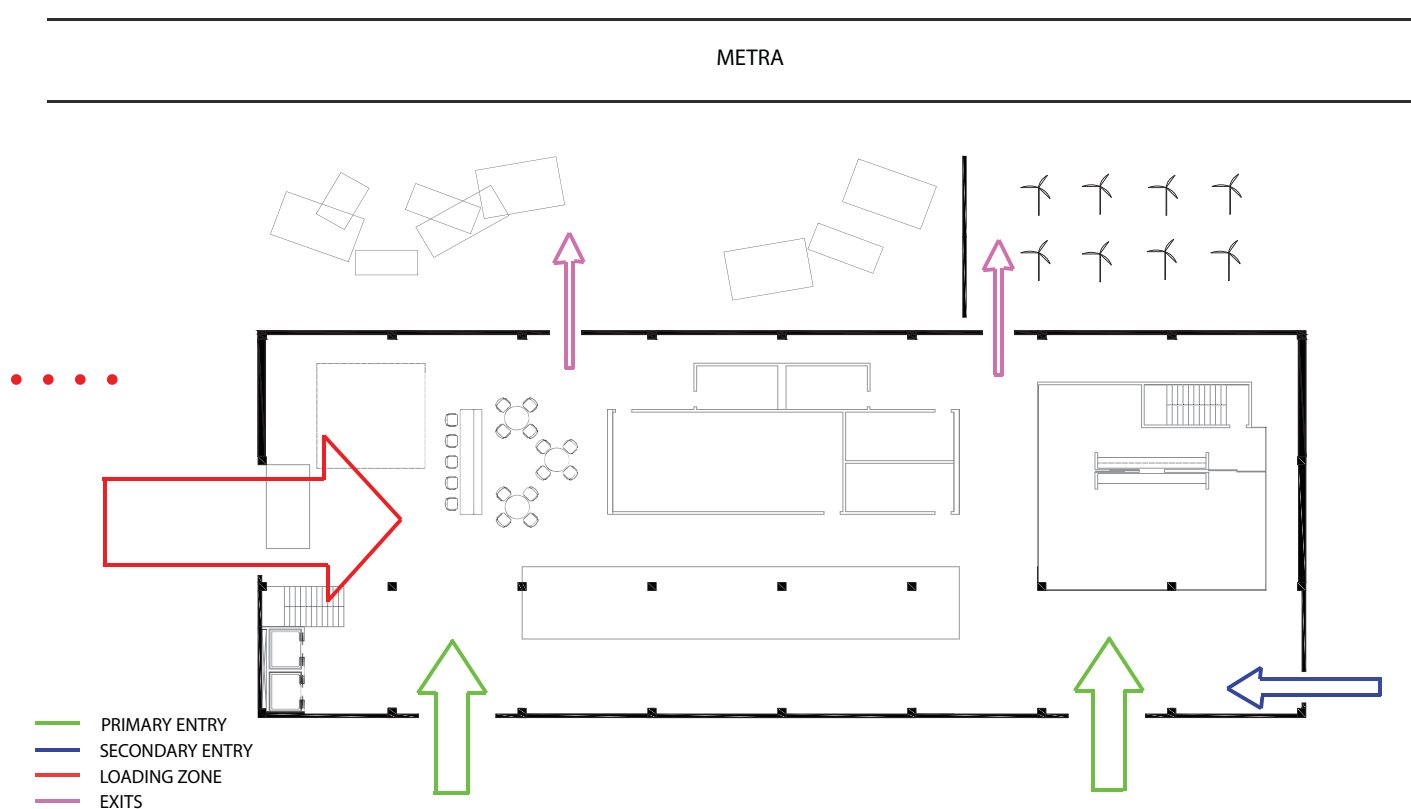 METRA
PRIMARY ENTRY
SECONDARY ENTRY
LOADING ZONE
EXITS